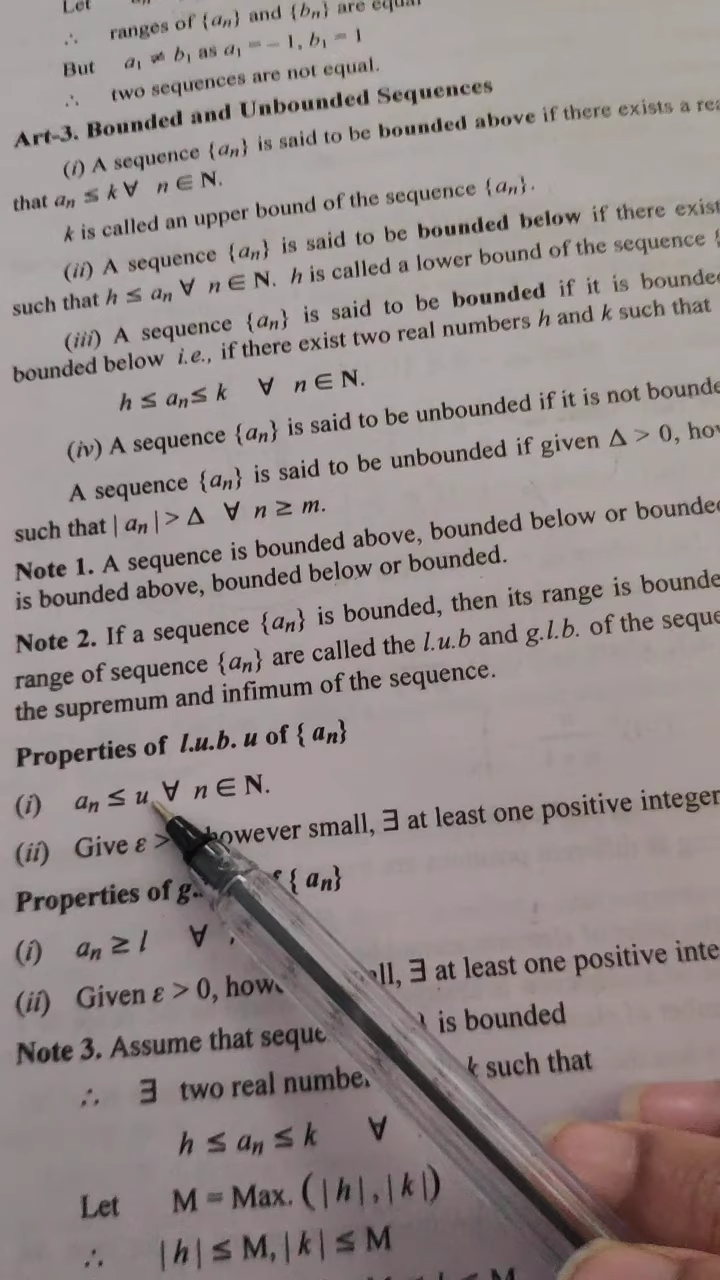 Let
∴ ranges of {aₙ} and {bₙ} are equal
But a₁ ≠ b₁ as a₁ = − 1, b₁ = 1
∴ two sequences are not equal.
Art-3. Bounded and Unbounded Sequences
(i) A sequence {aₙ} is said to be bounded above if there exists a rea
that aₙ ≤ k ∀ n ∈ N.
k is called an upper bound of the sequence {aₙ}.
(ii) A sequence {aₙ} is said to be bounded below if there exist
such that h ≤ aₙ ∀ n ∈ N. h is called a lower bound of the sequence {
(iii) A sequence {aₙ} is said to be bounded if it is bounded
bounded below i.e., if there exist two real numbers h and k such that
h ≤ aₙ ≤ k ∀ n ∈ N.
(iv) A sequence {aₙ} is said to be unbounded if it is not bounde
A sequence {aₙ} is said to be unbounded if given Δ > 0, how
such that | aₙ | > Δ ∀ n ≥ m.
Note 1. A sequence is bounded above, bounded below or bounded
is bounded above, bounded below or bounded.
Note 2. If a sequence {aₙ} is bounded, then its range is bounde
range of sequence {aₙ} are called the l.u.b and g.l.b. of the seque
the supremum and infimum of the sequence.
Properties of l.u.b. u of { aₙ}
(i) aₙ ≤ u ∀ n ∈ N.
(ii) Give ε > however small, ∃ at least one positive integer
Properties of g. { aₙ}
(i) aₙ ≥ l ∀
(ii) Given ε > 0, how all, ∃ at least one positive inte
Note 3. Assume that seque is bounded
∴ ∃ two real numbe k such that
h ≤ aₙ ≤ k ∀
Let M = Max. (| h | , | k |)
∴ | h | ≤ M, | k | ≤ M